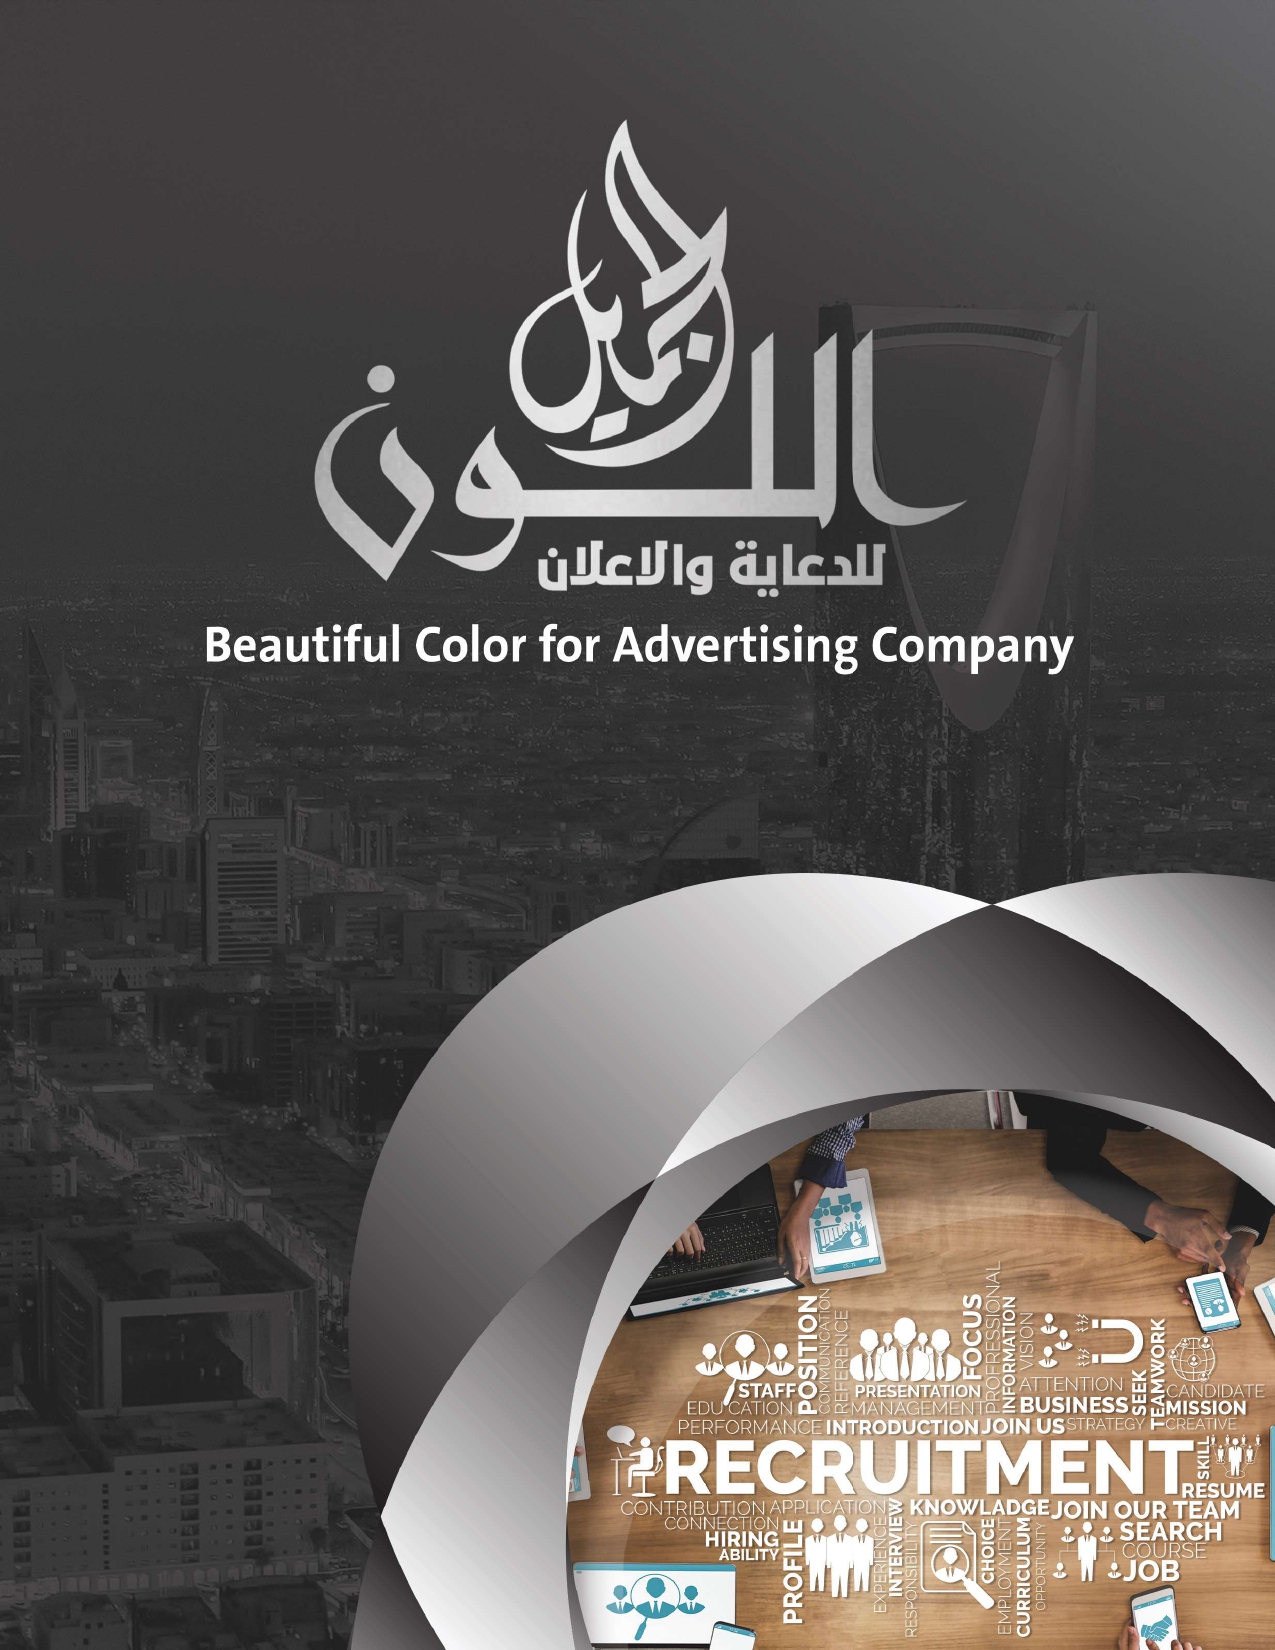 اللون الجميل
للدعاية والاعلان
Beautiful Color for Advertising Company
POSITION
COMMUNICATION
REFERENCE
FOCUS
PROFESSIONAL
INFORMATION
VISION
TEAMWORK
SEEK
STAFF
PRESENTATION
ATTENTION
CANDIDATE
EDUCATION
MANAGEMENT
BUSINESS
MISSION
PERFORMANCE
INTRODUCTION
JOIN US
STRATEGY
CREATIVE
RECRUITMENT
SKILL
RESUME
CONTRIBUTION
APPLICATION
KNOWLADGE
JOIN OUR TEAM
CONNECTION
HIRING
ABILITY
PROFILE
EXPERIENCE
INTERVIEW
RESPONSIBILITY
CHOICE
EMPLOYMENT
CURRICULUM
OPPORTUNITY
SEARCH
COURSE
JOB